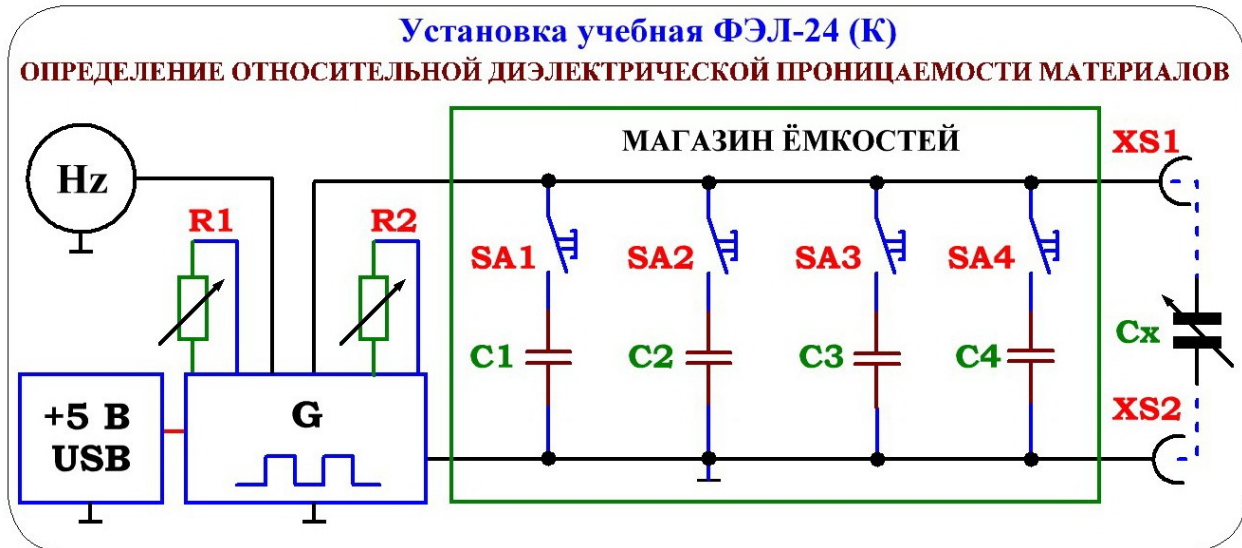 Установка учебная ФЭЛ-24 (К)
ОПРЕДЕЛЕНИЕ ОТНОСИТЕЛЬНОЙ ДИЭЛЕКТРИЧЕСКОЙ ПРОНИЦАЕМОСТИ МАТЕРИАЛОВ
МАГАЗИН ЁМКОСТЕЙ
XS1
Hz
R1
R2
SA1
SA2
SA3
SA4
C1
C2
C3
C4
Cx
+5 В
USB
G
XS2